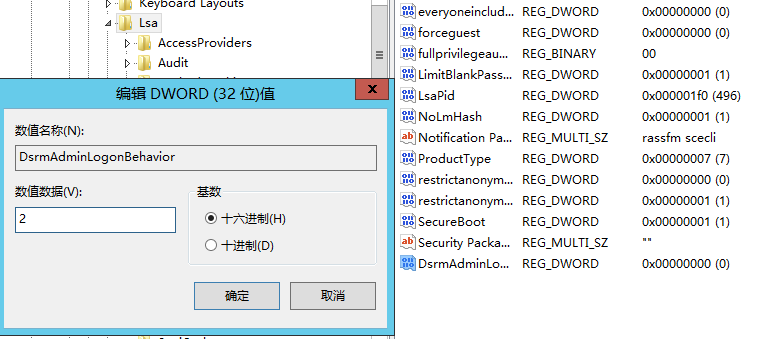 Keyboard Layouts
Lsa
AccessProviders
Audit
编辑 DWORD (32 位)值
数值名称(N):
DsrmAdminLogonBehavior
数值数据(V):
2
基数
十六进制(H)
十进制(D)
确定
取消
everyoneinclud... REG_DWORD 0x00000000 (0)
forceguest REG_DWORD 0x00000000 (0)
fullprivilegeau... REG_BINARY 00
LimitBlankPass... REG_DWORD 0x00000001 (1)
LsaPid REG_DWORD 0x000001f0 (496)
NoLmHash REG_DWORD 0x00000001 (1)
Notification Pa... REG_MULTI_SZ rassfm scecli
ProductType REG_DWORD 0x00000007 (7)
restrictanonym... REG_DWORD 0x00000000 (0)
restrictanonym... REG_DWORD 0x00000001 (1)
SecureBoot REG_DWORD 0x00000001 (1)
Security Packa... REG_MULTI_SZ ""
DsrmAdminLo... REG_DWORD 0x00000000 (0)